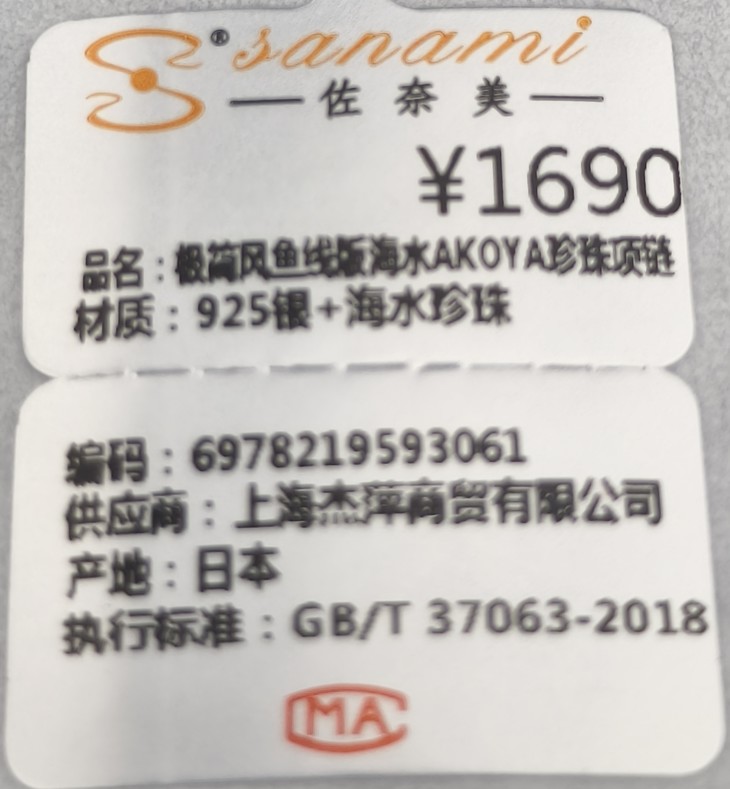 ®sanami
佐奈美
¥1690
品名：极简风鱼线版海水AKOYA珍珠项链
材质：925银+海水珍珠
编码：6978219593061
供应商：上海杰萍商贸有限公司
产地：日本
执行标准：GB/T 37063-2018
MA